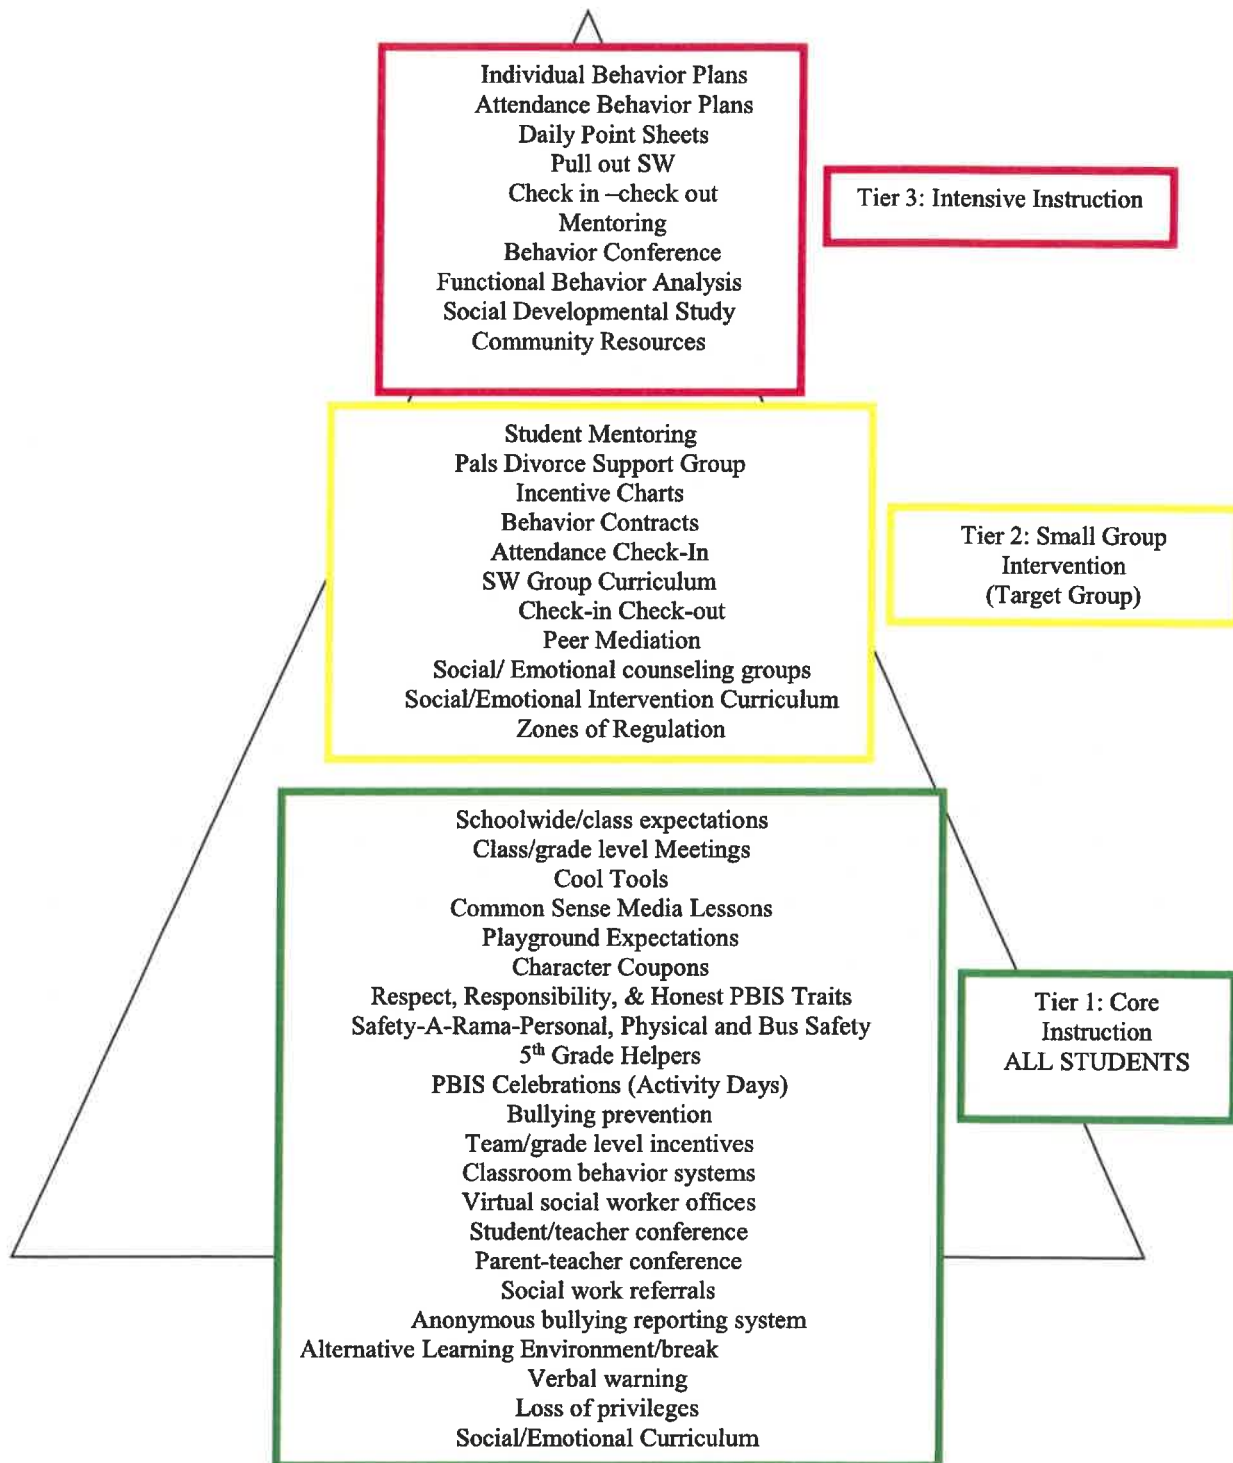 Individual Behavior Plans
Attendance Behavior Plans
Daily Point Sheets
Pull out SW
Check in –check out
Mentoring
Behavior Conference
Functional Behavior Analysis
Social Developmental Study
Community Resources
Tier 3: Intensive Instruction
Student Mentoring
Pals Divorce Support Group
Incentive Charts
Behavior Contracts
Attendance Check-In
SW Group Curriculum
Check-in Check-out
Peer Mediation
Social/ Emotional counseling groups
Social/Emotional Intervention Curriculum
Zones of Regulation
Tier 2: Small Group
Intervention
(Target Group)
Schoolwide/class expectations
Class/grade level Meetings
Cool Tools
Common Sense Media Lessons
Playground Expectations
Character Coupons
Respect, Responsibility, & Honest PBIS Traits
Safety-A-Rama-Personal, Physical and Bus Safety
5th Grade Helpers
PBIS Celebrations (Activity Days)
Bullying prevention
Team/grade level incentives
Classroom behavior systems
Virtual social worker offices
Student/teacher conference
Parent-teacher conference
Social work referrals
Anonymous bullying reporting system
Alternative Learning Environment/break
Verbal warning
Loss of privileges
Social/Emotional Curriculum
Tier 1: Core
Instruction
ALL STUDENTS